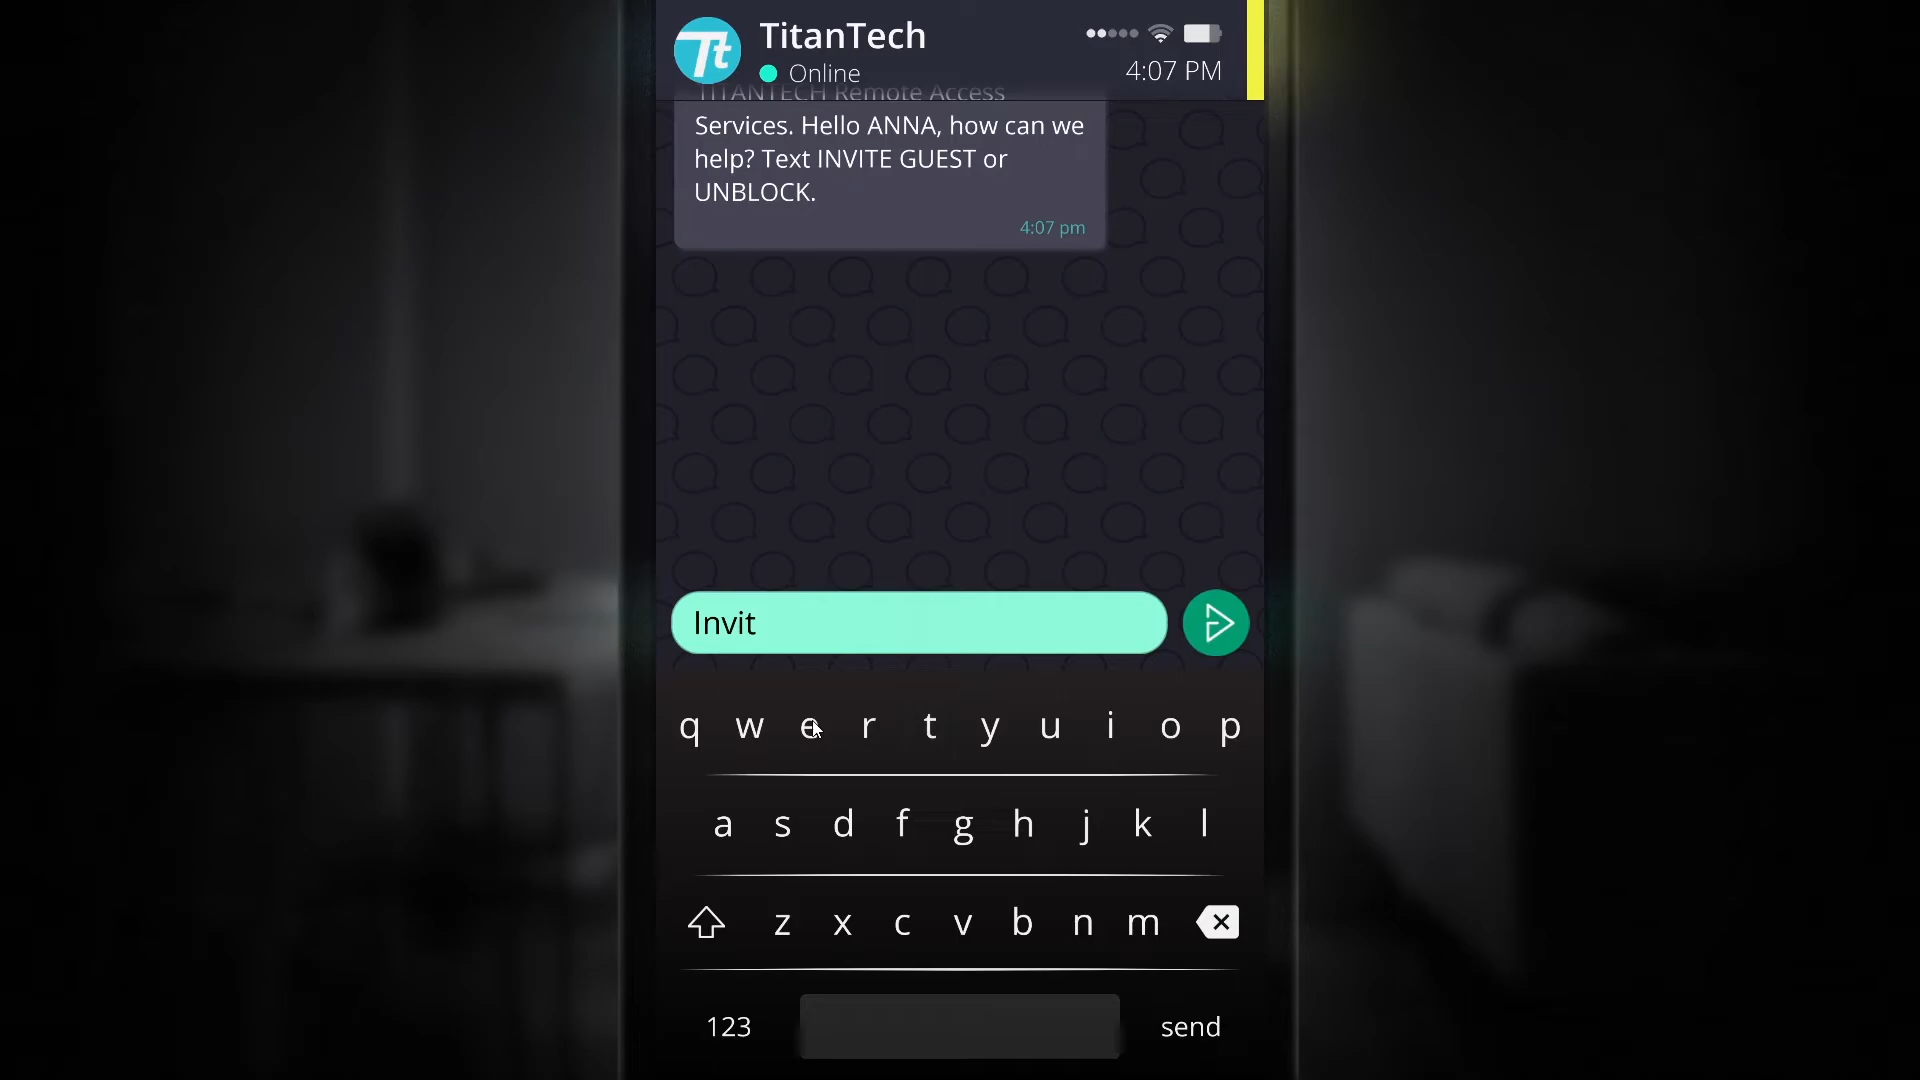 Tt
TitanTech
Online
4:07 PM
TITANTECH Remote Access
Services. Hello ANNA, how can we
help? Text INVITE GUEST or
UNBLOCK.
4:07 pm
Invit
q w e r t y u i o p
a s d f g h j k l
z x c v b n m
123 send